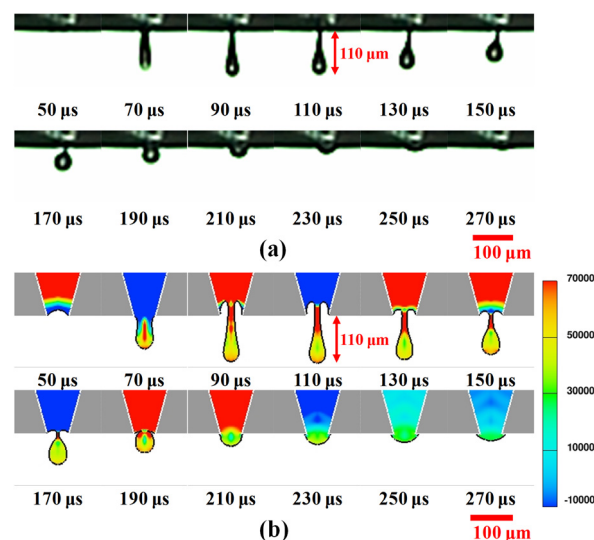 110 µm
50 µs 70 µs 90 µs 110 µs 130 µs 150 µs
170 µs 190 µs 210 µs 230 µs 250 µs 270 µs
(a) 100 µm
70000
110 µm
50000
50 µs 70 µs 90 µs 110 µs 130 µs 150 µs
30000
10000
170 µs 190 µs 210 µs 230 µs 250 µs 270 µs
-10000
(b) 100 µm